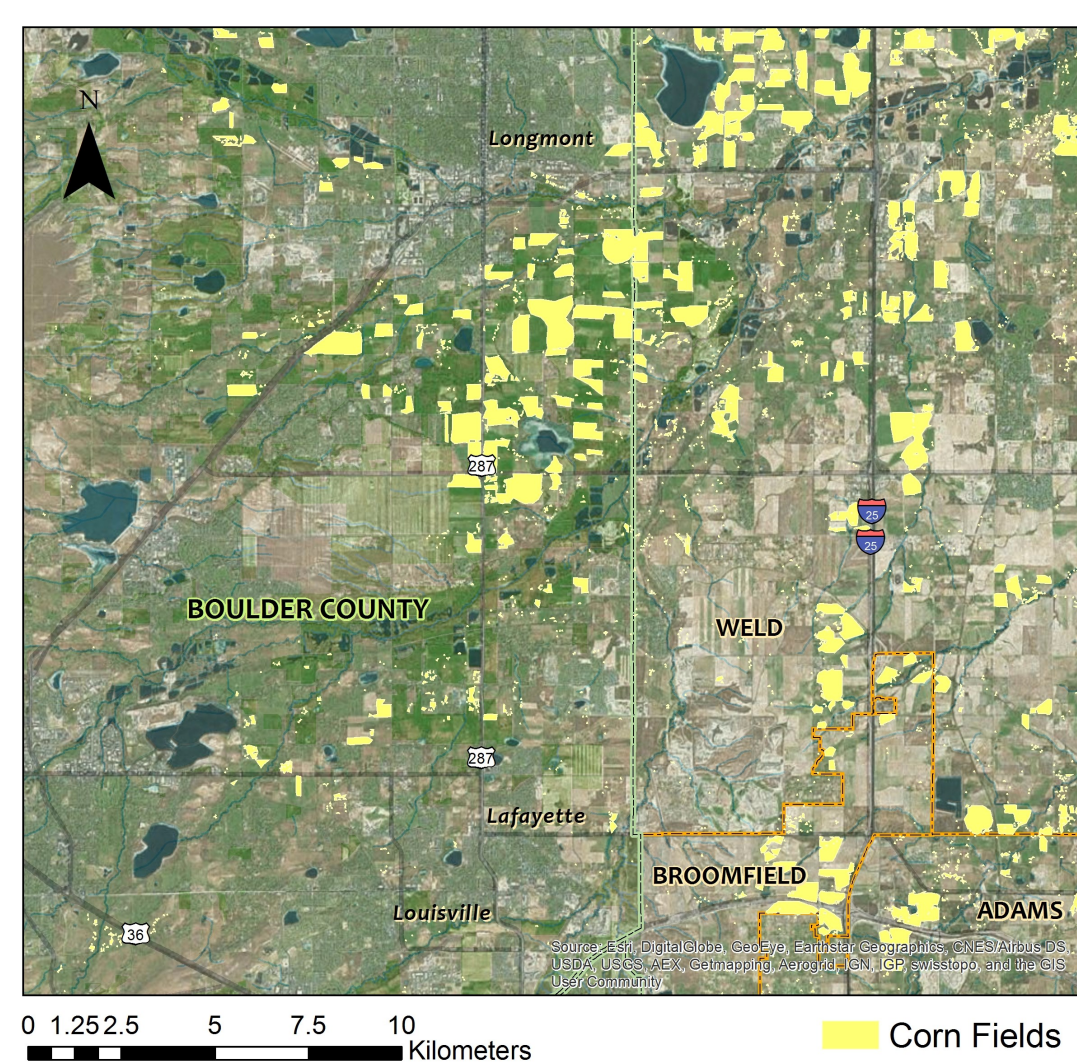 N
Longmont
287
25
25
BOULDER COUNTY
WELD
287
Lafayette
BROOMFIELD
Louisville
ADAMS
36
Source: Esri, DigitalGlobe, GeoEye, Earthstar Geographics, CNES/Airbus DS,
USDA, USGS, AEX, Getmapping, Aerogrid, IGN, IGP, swisstopo, and the GIS
User Community
0 1.25 2.5 5 7.5 10
Kilometers
Corn Fields